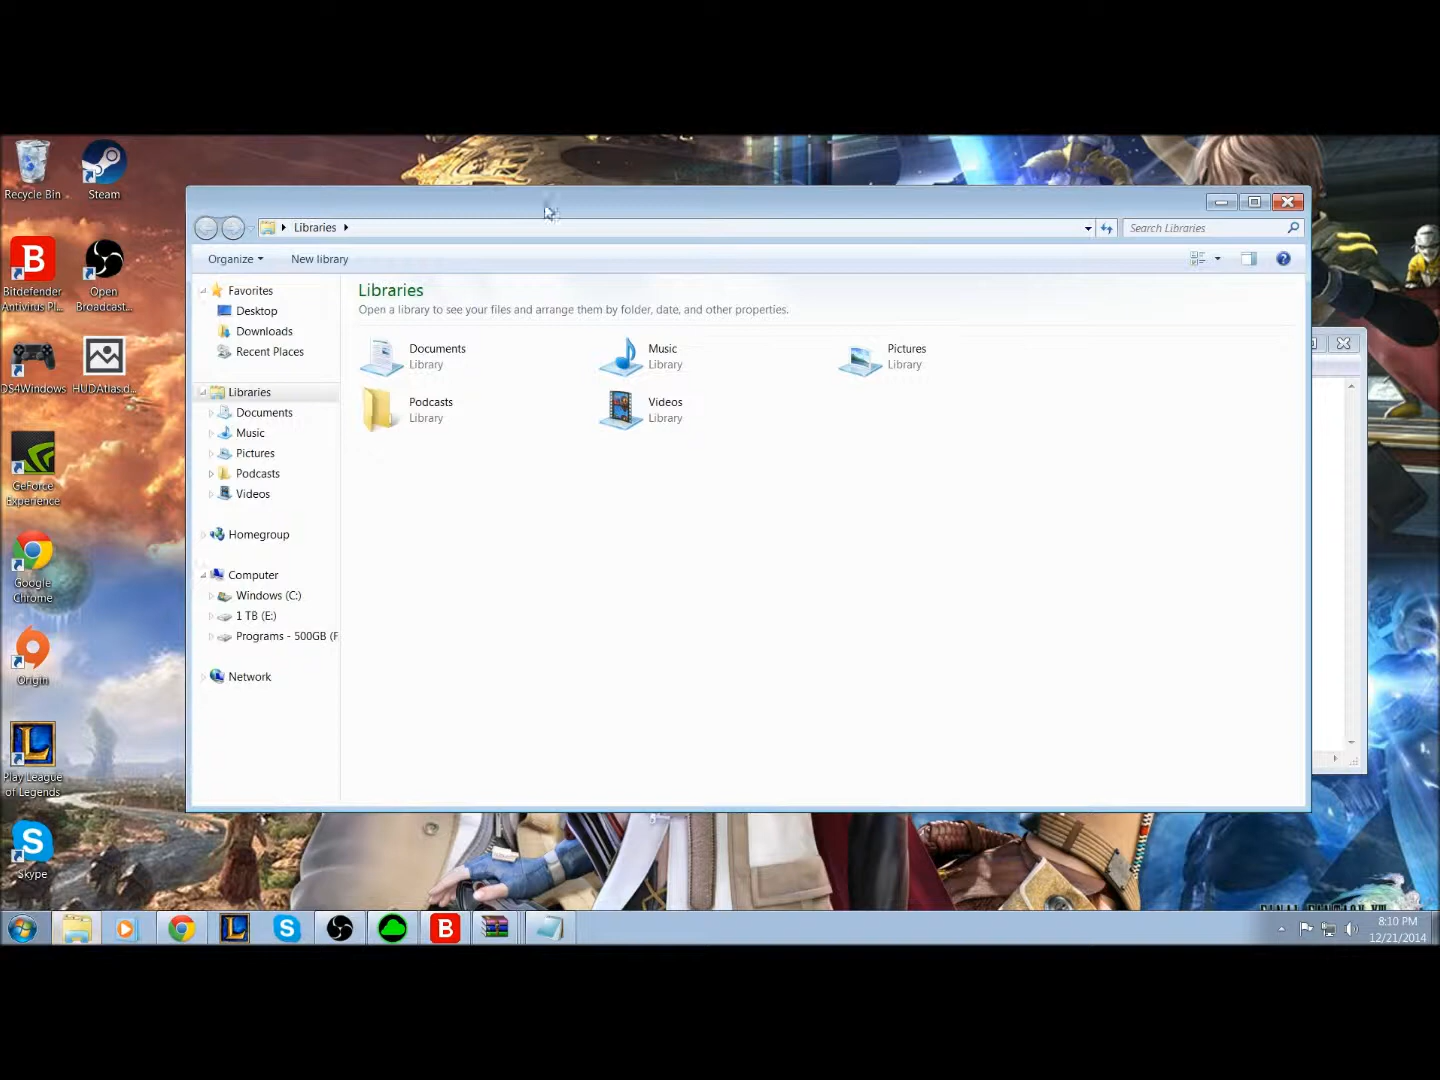 Recycle Bin
Steam
Bitdefender
Antivirus Pl...
Open
Broadcast...
DS4Windows
HUDAtlas.d...
GeForce
Experience
Google
Chrome
Origin
Play League
of Legends
Skype
Libraries
Search Libraries
Organize
New library
Favorites
Desktop
Downloads
Recent Places
Libraries
Documents
Music
Pictures
Podcasts
Videos
Homegroup
Computer
Windows (C:)
1 TB (E:)
Programs - 500GB (F
Network
Libraries
Open a library to see your files and arrange them by folder, date, and other properties.
Documents
Library
Music
Library
Pictures
Library
Podcasts
Library
Videos
Library
8:10 PM
12/21/2014